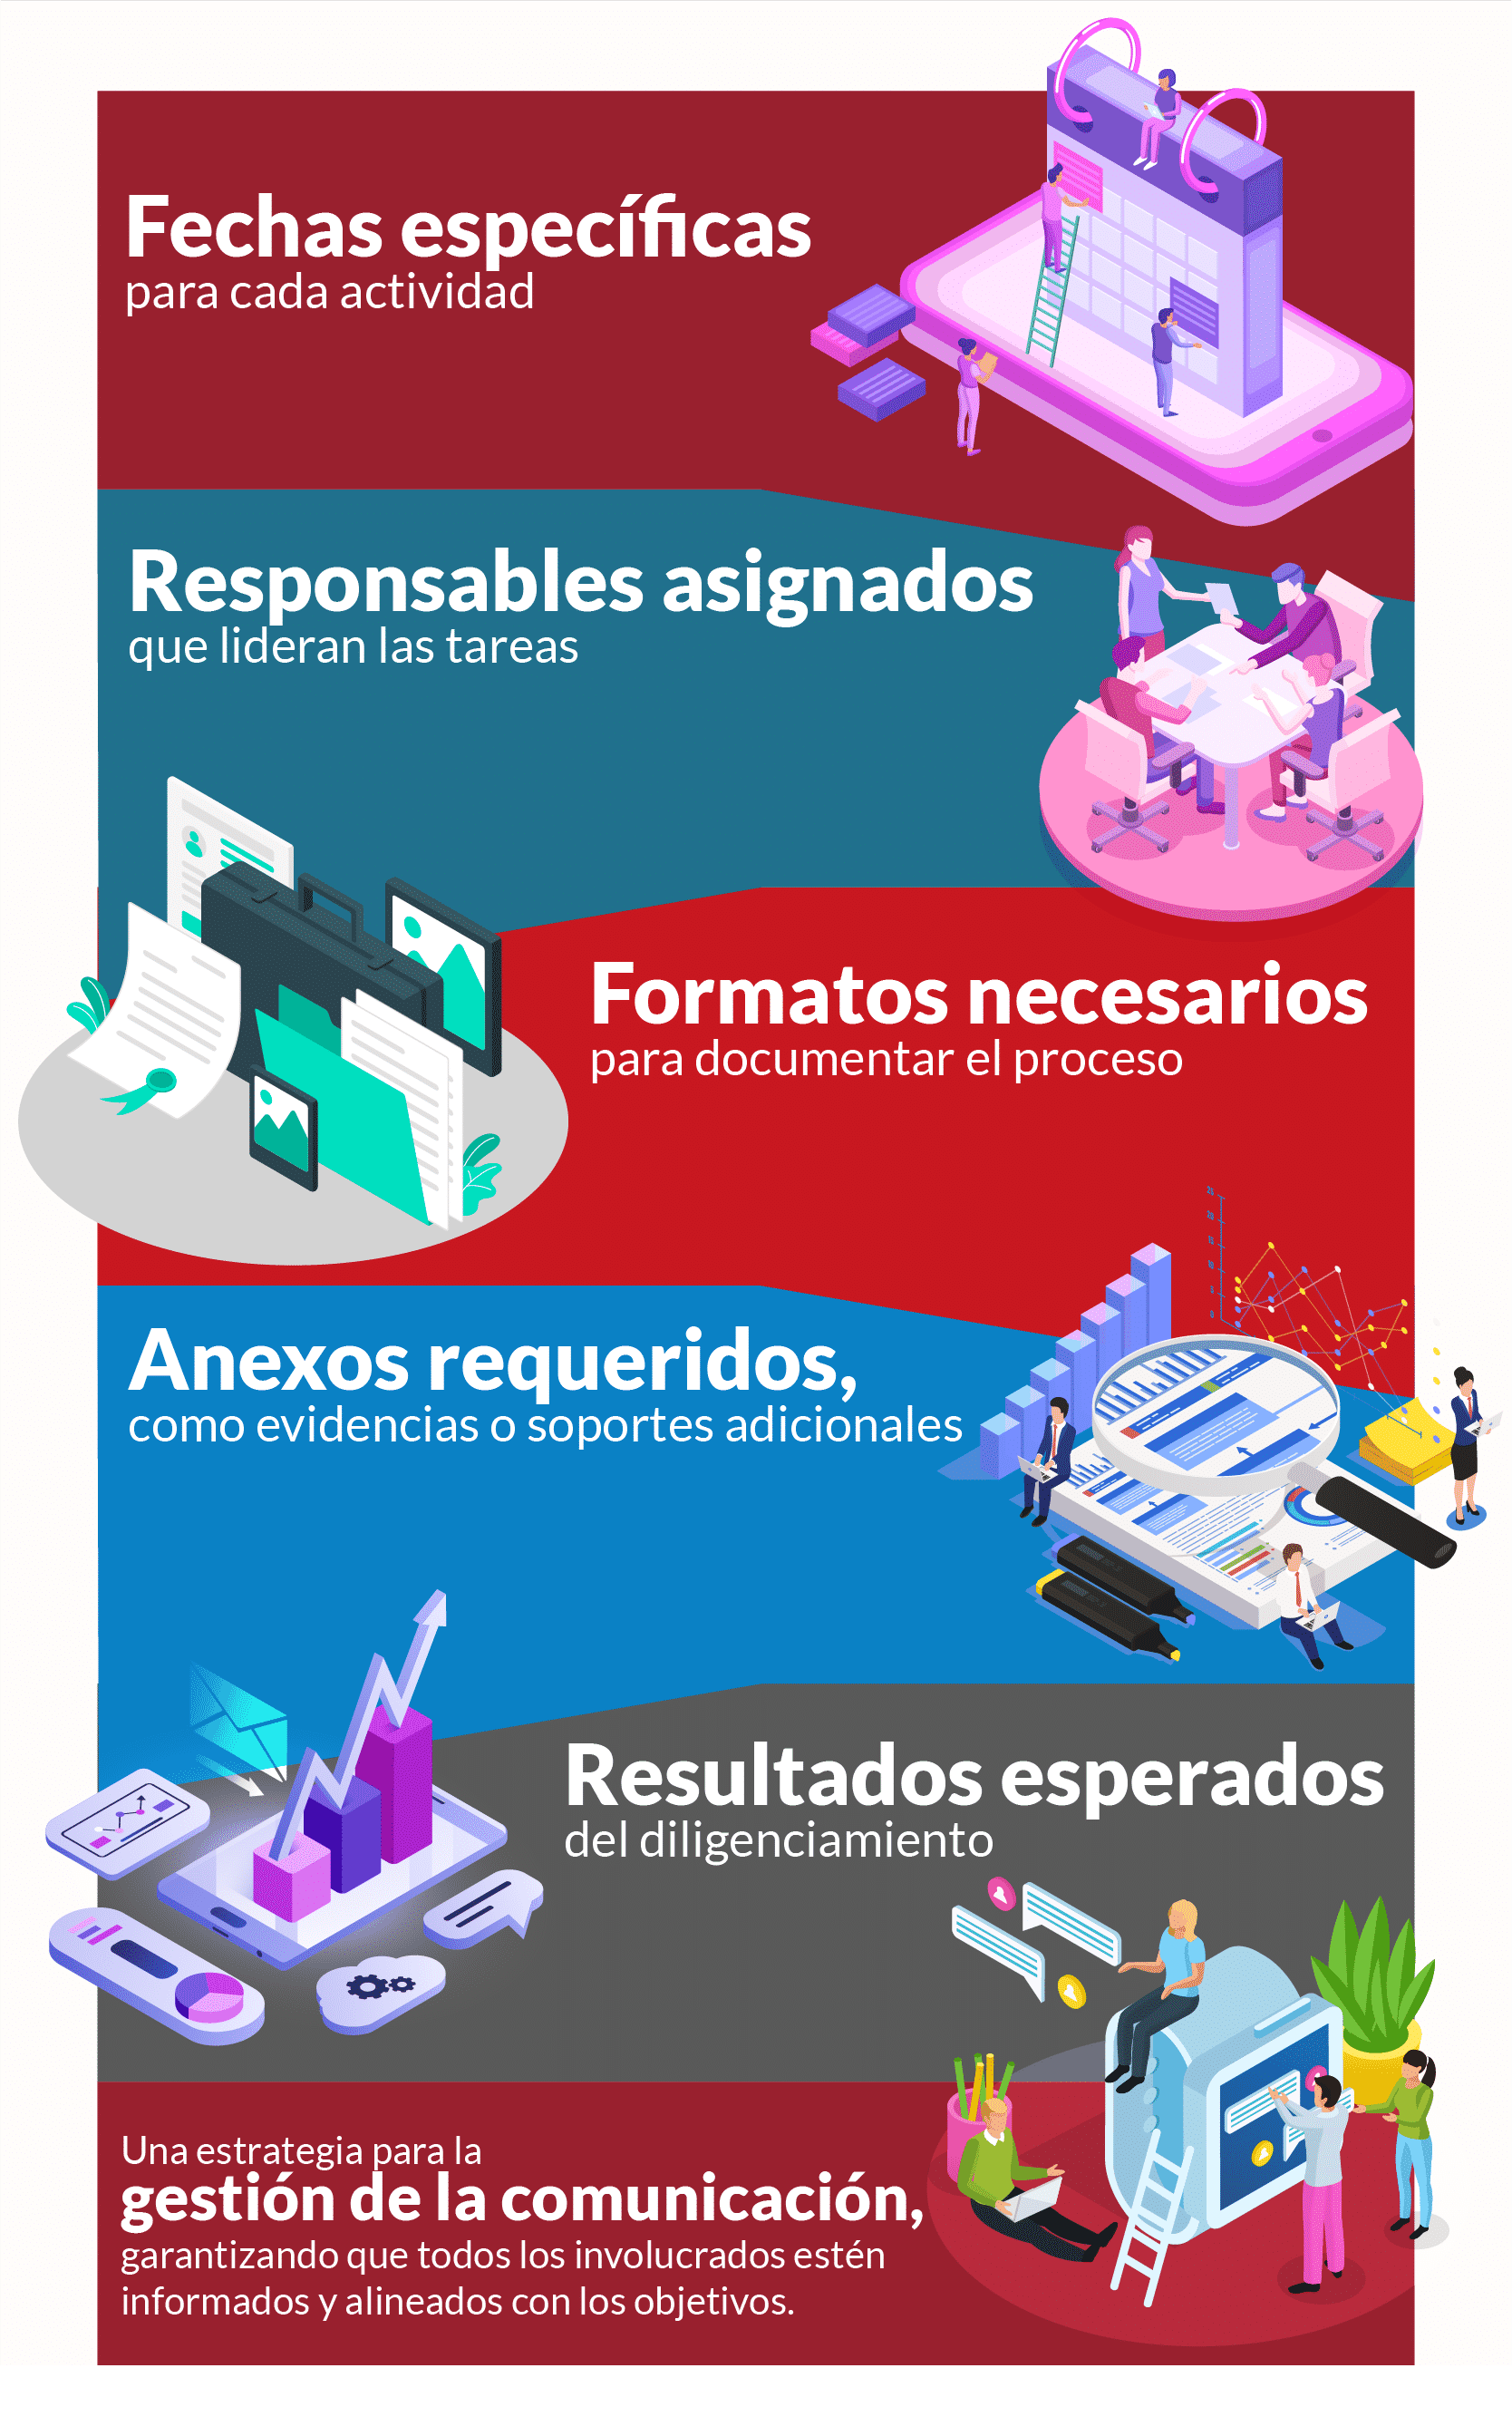 Fechas específicas
para cada actividad
Responsables asignados
que lideran las tareas
Formatos necesarios
para documentar el proceso
Anexos requeridos,
como evidencias o soportes adicionales
Resultados esperados
del diligenciamiento
Una estrategia para la
gestión de la comunicación,
garantizando que todos los involucrados estén
informados y alineados con los objetivos.